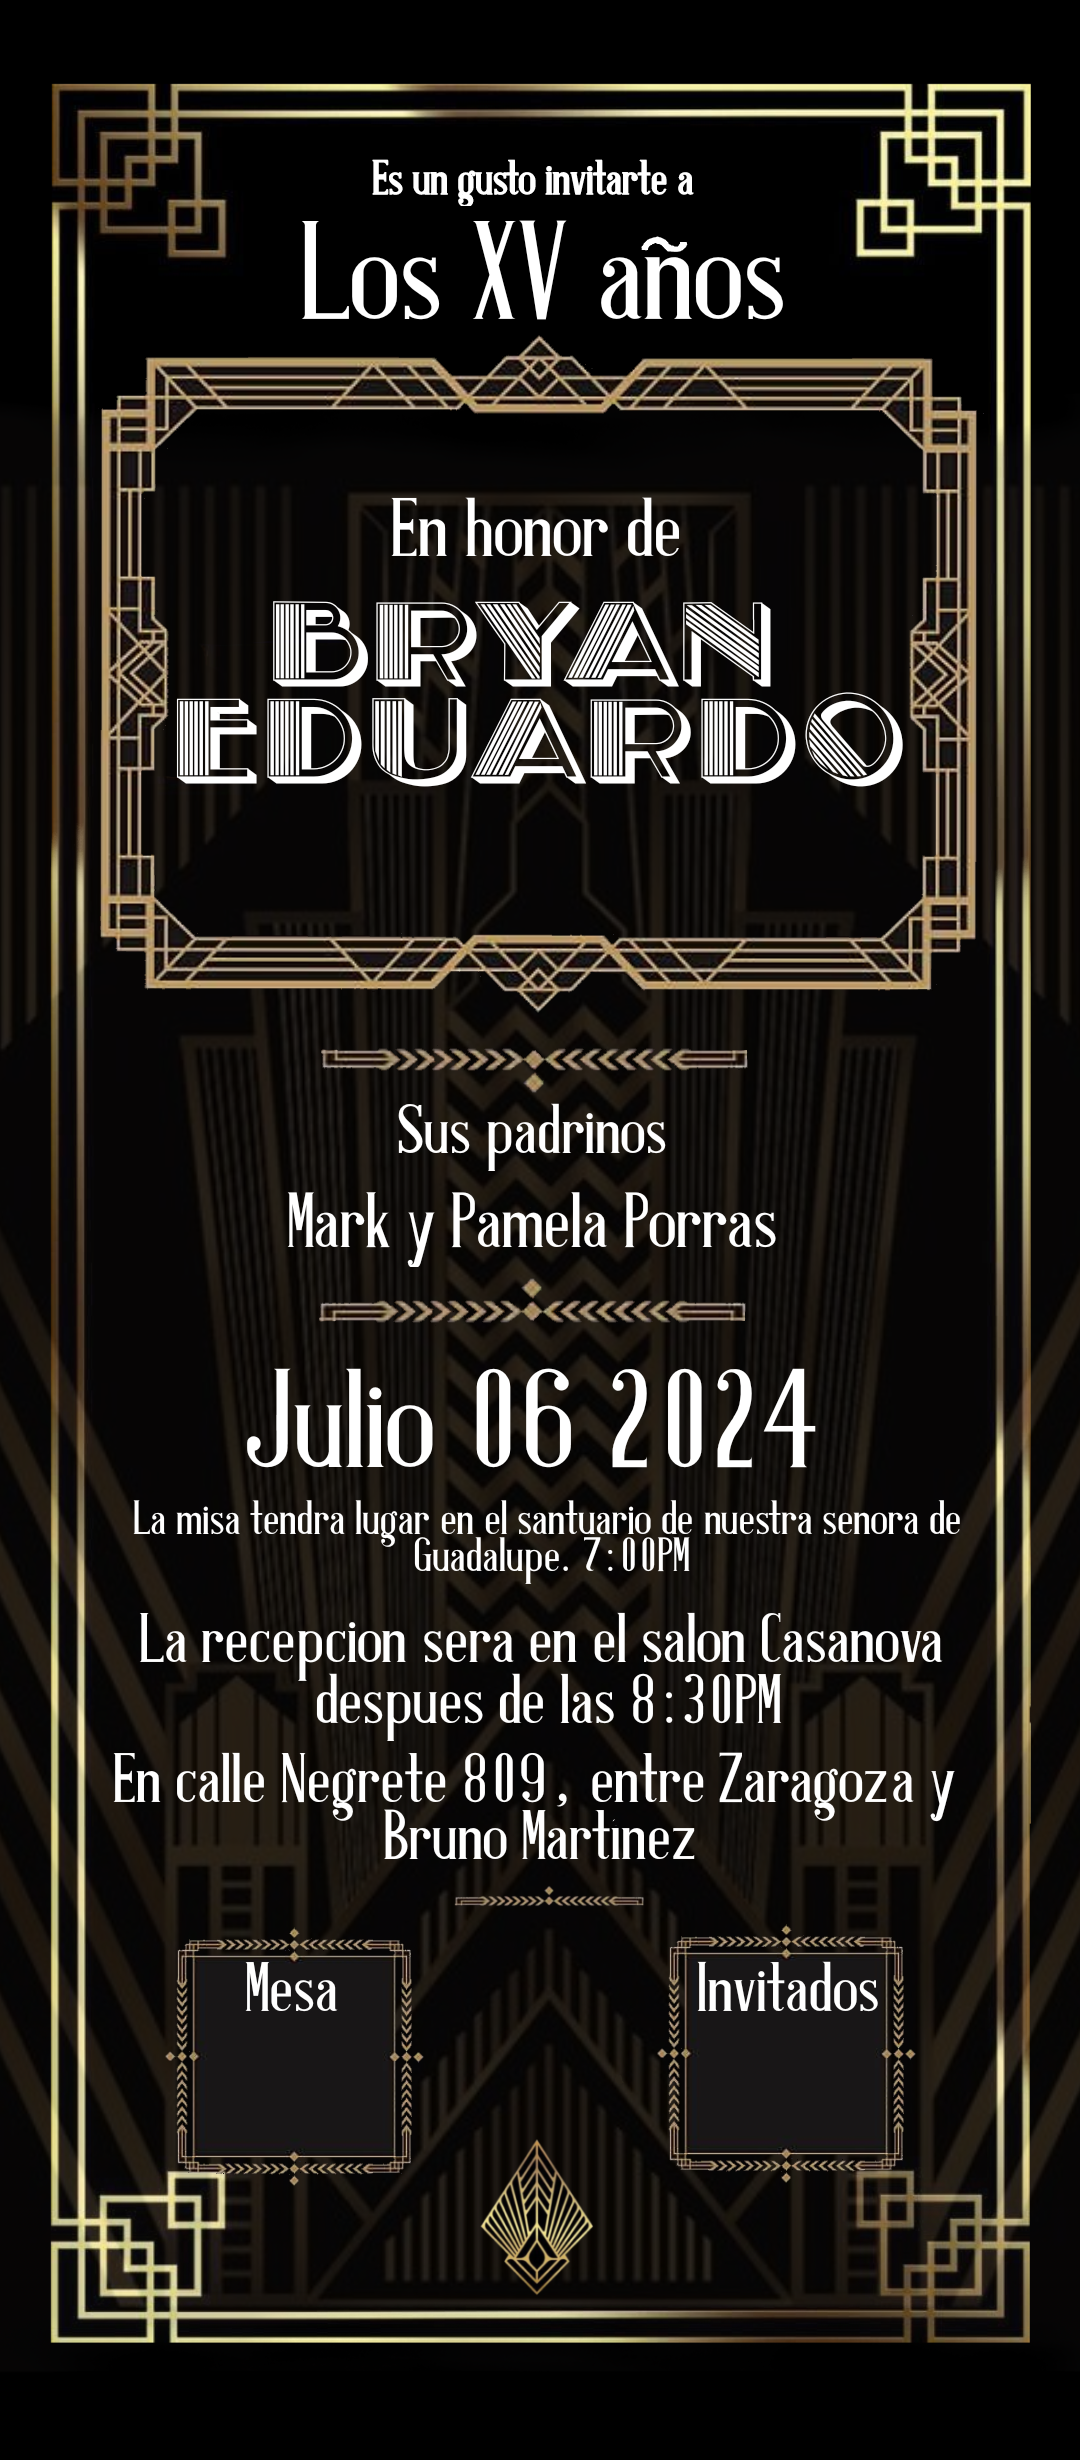 Es un gusto invitarte a
Los XV años
En honor de
BRYAN
EDUARDO
Sus padrinos
Mark y Pamela Porras
Julio 06 2024
La misa tendra lugar en el santuario de nuestra senora de
Guadalupe. 7:00PM
La recepcion sera en el salon Casanova
despues de las 8:30PM
En calle Negrete 809, entre Zaragoza y
Bruno Martinez
Mesa
Invitados